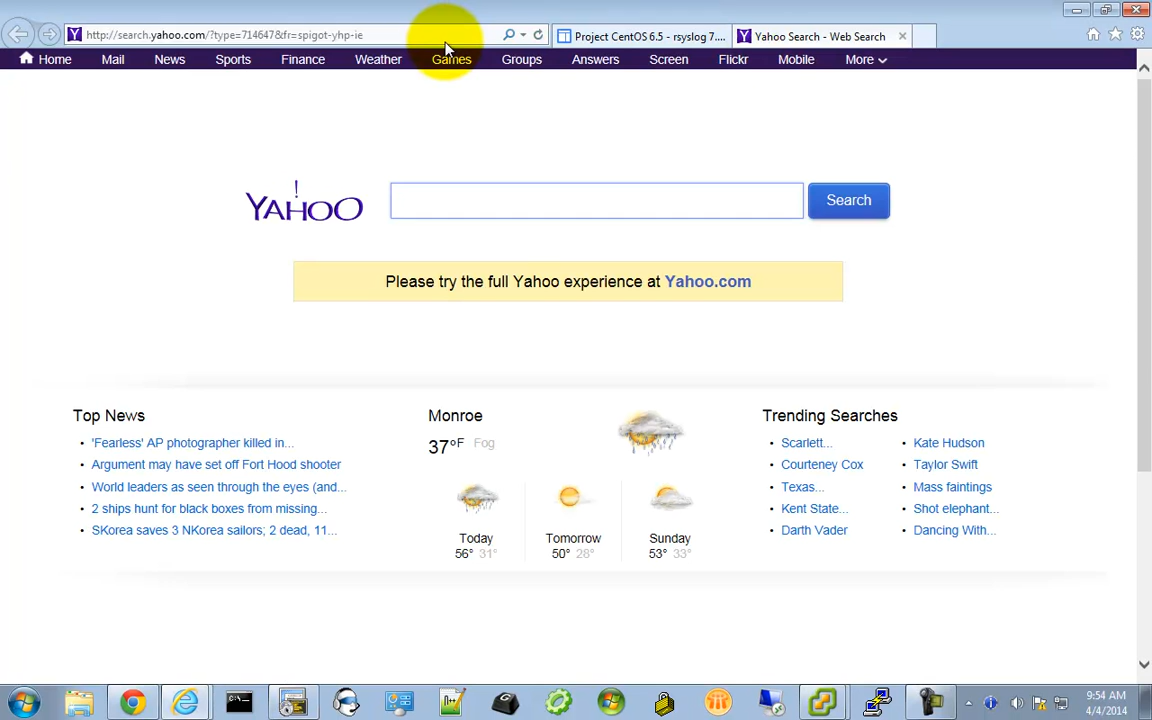 http://search.yahoo.com/?type=714647&fr=spigot-yhp-ie
Project CentOS 6.5 - rsyslog 7....
Yahoo Search - Web Search
Home Mail News Sports Finance Weather Games Groups Answers Screen Flickr Mobile More
YAHOO!
Search
Please try the full Yahoo experience at Yahoo.com
Top News
'Fearless' AP photographer killed in...
Argument may have set off Fort Hood shooter
World leaders as seen through the eyes (and...
2 ships hunt for black boxes from missing...
SKorea saves 3 NKorea sailors; 2 dead, 11...
Monroe
37°F Fog
Today
56° 31°
Tomorrow
50° 28°
Sunday
53° 33°
Trending Searches
Scarlett...
Courteney Cox
Texas...
Kent State...
Darth Vader
Kate Hudson
Taylor Swift
Mass faintings
Shot elephant...
Dancing With...
9:54 AM
4/4/2014